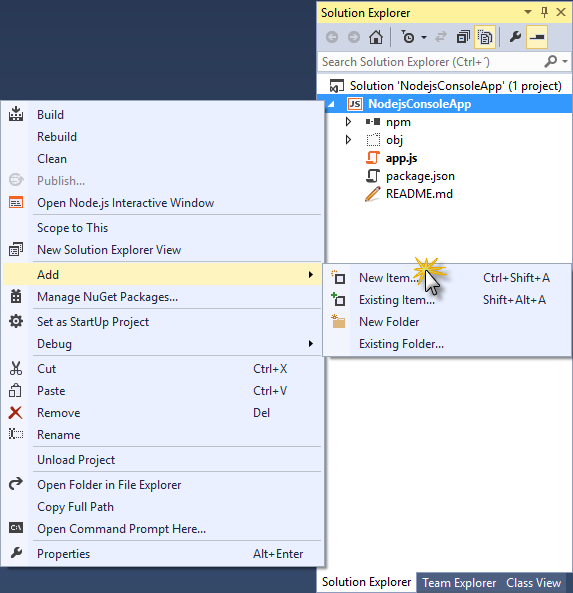 Solution Explorer
Search Solution Explorer (Ctrl+´)
Solution 'NodejsConsoleApp' (1 project)
JS NodejsConsoleApp
npm
obj
app.js
package.json
README.md
Build
Rebuild
Clean
Publish...
Open Node.js Interactive Window
Scope to This
New Solution Explorer View
Add
Manage NuGet Packages...
Set as StartUp Project
Debug
Cut Ctrl+X
Paste Ctrl+V
Remove Del
Rename
Unload Project
Open Folder in File Explorer
Copy Full Path
C:\ Open Command Prompt Here...
Properties Alt+Enter
New Item... Ctrl+Shift+A
Existing Item... Shift+Alt+A
New Folder
Existing Folder...
Solution Explorer Team Explorer Class View